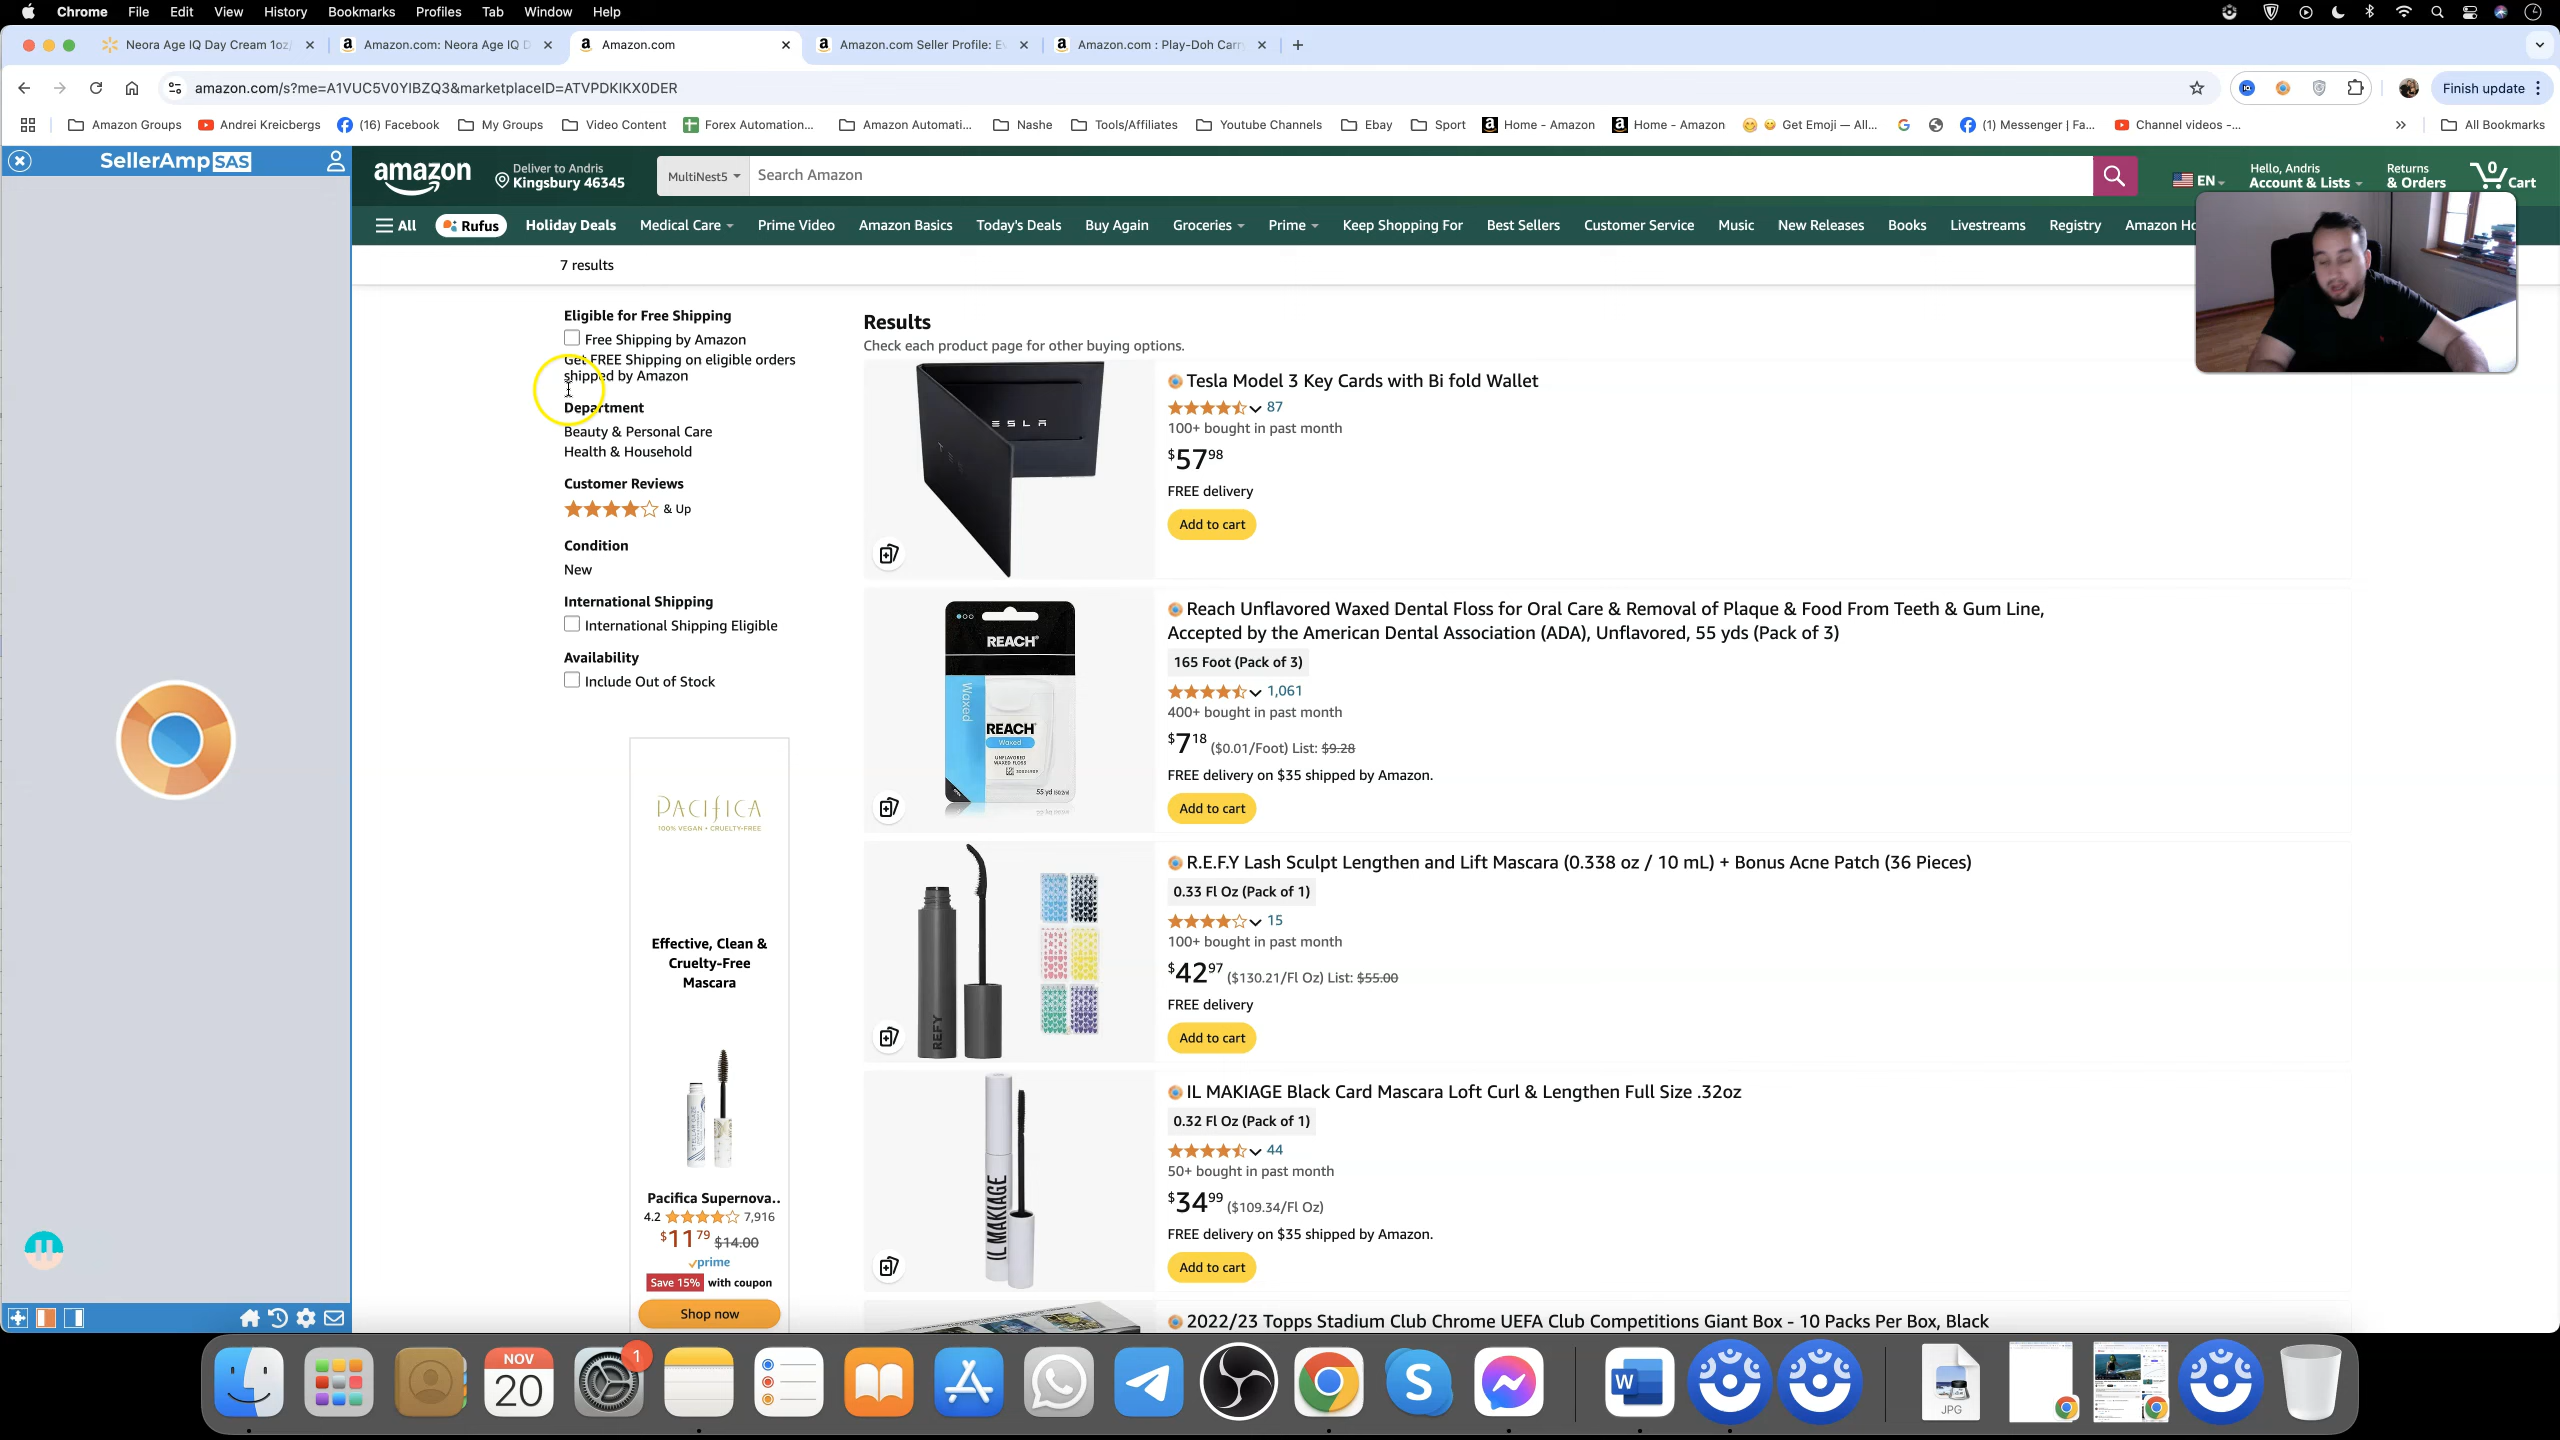 Chrome File Edit View History Bookmarks Profiles Tab Window Help
Neora Age IQ Day Cream 1oz
Amazon.com: Neora Age IQ D
Amazon.com
Amazon.com Seller Profile: E
Amazon.com : Play-Doh Carr
amazon.com/s?me=A1VUC5V0YIBZQ3&marketplaceID=ATVPDKIKX0DER
Finish update
Amazon Groups
Andrei Kreicbergs
(16) Facebook
My Groups
Video Content
Forex Automation...
Amazon Automati...
Nashe
Tools/Affiliates
Youtube Channels
Ebay
Sport
Home - Amazon
Home - Amazon
Get Emoji — All...
(1) Messenger | Fa...
Channel videos -...
All Bookmarks
SellerAmp SAS
amazon
Deliver to Andris
Kingsbury 46345
MultiNest5
Search Amazon
EN
Hello, Andris
Account & Lists
Returns
& Orders
0
Cart
All
Rufus
Holiday Deals
Medical Care
Prime Video
Amazon Basics
Today's Deals
Buy Again
Groceries
Prime
Keep Shopping For
Best Sellers
Customer Service
Music
New Releases
Books
Livestreams
Registry
Amazon Ho
7 results
Eligible for Free Shipping
Free Shipping by Amazon
Get FREE Shipping on eligible orders
shipped by Amazon
Department
Beauty & Personal Care
Health & Household
Customer Reviews
& Up
Condition
New
International Shipping
International Shipping Eligible
Availability
Include Out of Stock
PACIFICA
100% VEGAN • CRUELTY-FREE
Effective, Clean &
Cruelty-Free
Mascara
Pacifica Supernova..
4.2 7,916
$11.79 $14.00
prime
Save 15% with coupon
Shop now
Results
Check each product page for other buying options.
Tesla Model 3 Key Cards with Bi fold Wallet
87
100+ bought in past month
$57.98
FREE delivery
Add to cart
REACH
Waxed
REACH
Waxed
UNFLAVORED
WAXED FLOSS
55 yd
Reach Unflavored Waxed Dental Floss for Oral Care & Removal of Plaque & Food From Teeth & Gum Line,
Accepted by the American Dental Association (ADA), Unflavored, 55 yds (Pack of 3)
165 Foot (Pack of 3)
1,061
400+ bought in past month
$7.18 ($0.01/Foot) List: $9.28
FREE delivery on $35 shipped by Amazon.
Add to cart
REFY
R.E.F.Y Lash Sculpt Lengthen and Lift Mascara (0.338 oz / 10 mL) + Bonus Acne Patch (36 Pieces)
0.33 Fl Oz (Pack of 1)
15
100+ bought in past month
$42.97 ($130.21/Fl Oz) List: $55.00
FREE delivery
Add to cart
IL MAKIAGE
IL MAKIAGE Black Card Mascara Loft Curl & Lengthen Full Size .32oz
0.32 Fl Oz (Pack of 1)
44
50+ bought in past month
$34.99 ($109.34/Fl Oz)
FREE delivery on $35 shipped by Amazon.
Add to cart
2022/23 Topps Stadium Club Chrome UEFA Club Competitions Giant Box - 10 Packs Per Box, Black
NOV
20
1
JPG